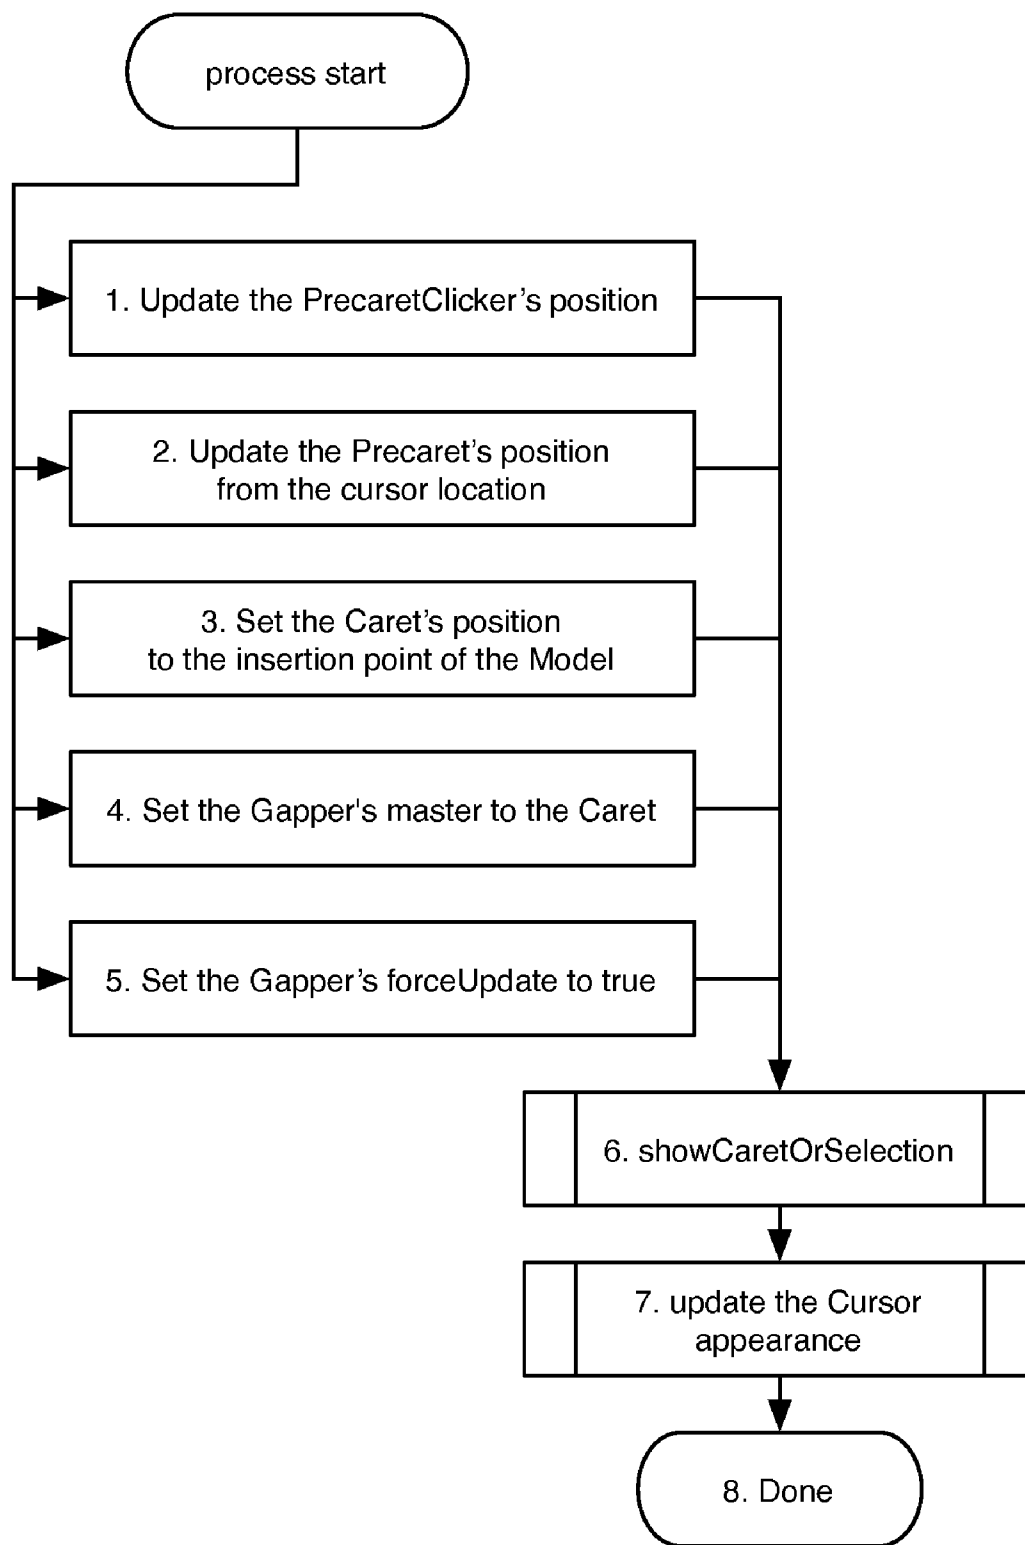 process start
1. Update the PrecaretClicker’s position
2. Update the Precaret’s position
from the cursor location
3. Set the Caret’s position
to the insertion point of the Model
4. Set the Gapper's master to the Caret
5. Set the Gapper’s forceUpdate to true
6. showCaretOrSelection
7. update the Cursor
appearance
8. Done